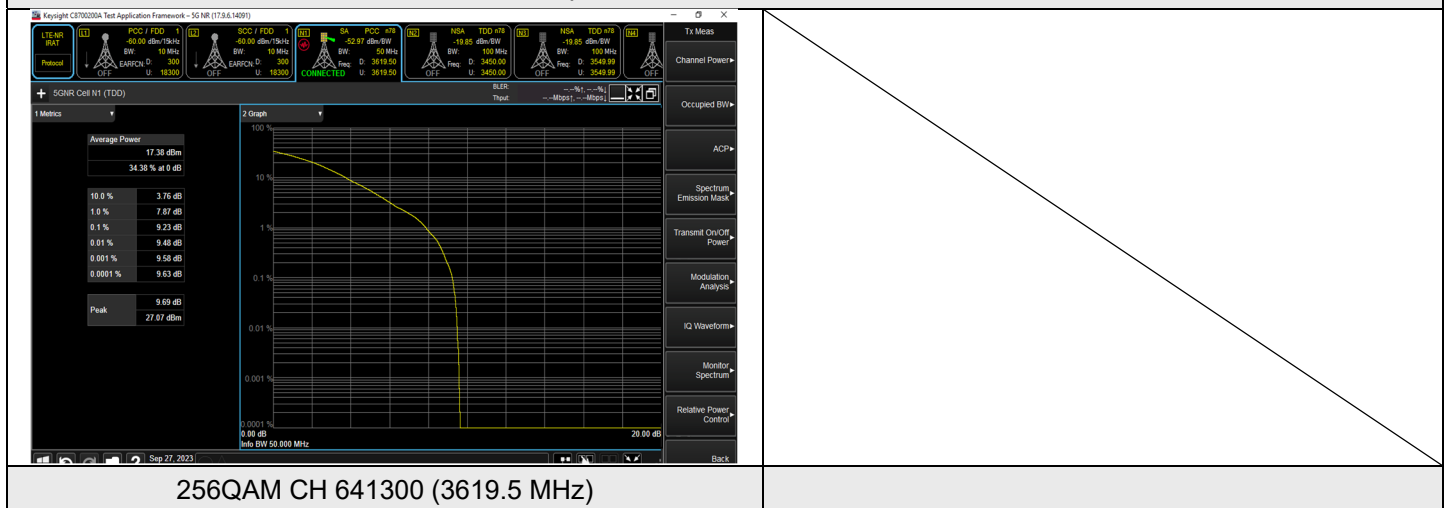 Keysight C8700200A Test Application Framework – 5G NR (17.9.6.14091)
LTE-NR IRAT
Protocol
L1
PCC / FDD 1
-60.00 dBm/15kHz
BW: 10 MHz
EARFCN: D: 300
U: 18300
OFF
L2
SCC / FDD 1
-60.00 dBm/15kHz
BW: 10 MHz
EARFCN: D: 300
U: 18300
OFF
N1
SA PCC n78
-52.97 dBm/BW
BW: 50 MHz
Freq: D: 3619.50
U: 3619.50
CONNECTED
N2
NSA TDD n78
-19.85 dBm/BW
BW: 100 MHz
Freq: D: 3450.00
U: 3450.00
OFF
N3
NSA TDD n78
-19.85 dBm/BW
BW: 100 MHz
Freq: D: 3549.99
U: 3549.99
OFF
N4
OFF
Tx Meas
Channel Power
Occupied BW
ACP
Spectrum
Emission Mask
Transmit On/Off
Power
Modulation
Analysis
IQ Waveform
Monitor
Spectrum
Relative Power
Control
Back
+ 5GNR Cell N1 (TDD)
BLER: --.--%↑, --.--%↓
Thput: --.--Mbps↑, --.--Mbps↓
1 Metrics
Average Power
17.38 dBm
34.38 % at 0 dB
10.0 % 3.76 dB
1.0 % 7.87 dB
0.1 % 9.23 dB
0.01 % 9.48 dB
0.001 % 9.58 dB
0.0001 % 9.63 dB
Peak
9.69 dB
27.07 dBm
2 Graph
100 %
10 %
1 %
0.1 %
0.01 %
0.001 %
0.0001 %
0.00 dB 20.00 dB
Info BW 50.000 MHz
? Sep 27, 2023
256QAM CH 641300 (3619.5 MHz)